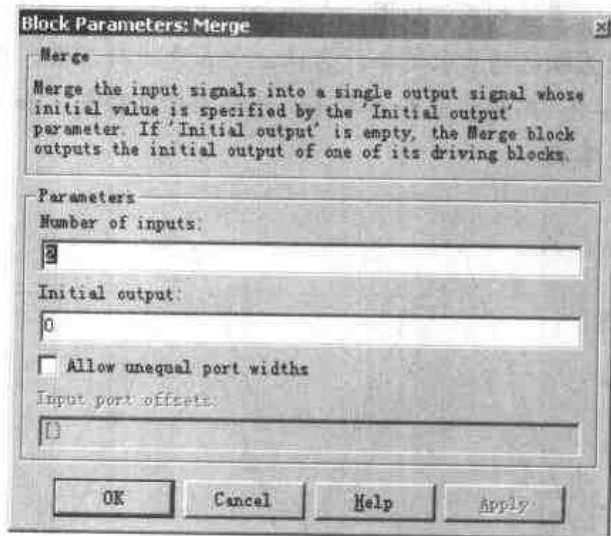 Block Parameters: Merge
Merge
Merge the input signals into a single output signal whose
initial value is specified by the 'Initial output'
parameter. If 'Initial output' is empty, the Merge block
outputs the initial output of one of its driving blocks.
Parameters
Number of inputs:
2
Initial output:
0
Allow unequal port widths
Input port offsets:
[]
OK
Cancel
Help
Apply